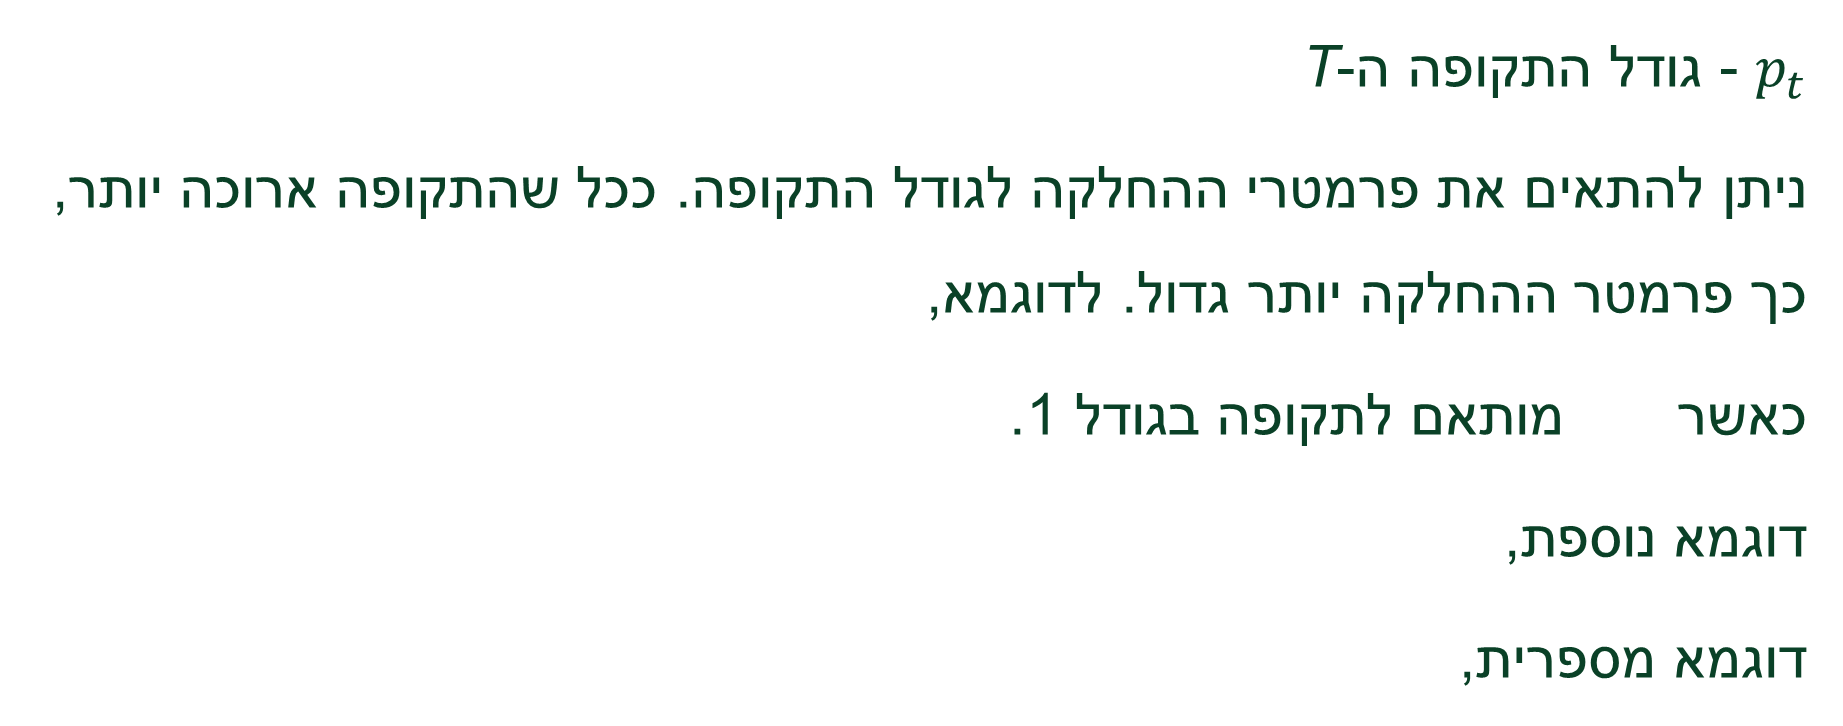 p_t - גודל התקופה ה-T
ניתן להתאים את פרמטרי ההחלקה לגודל התקופה. ככל שהתקופה ארוכה יותר,
כך פרמטר ההחלקה יותר גדול. לדוגמא,
כאשר מותאם לתקופה בגודל 1.
דוגמא נוספת,
דוגמא מספרית,